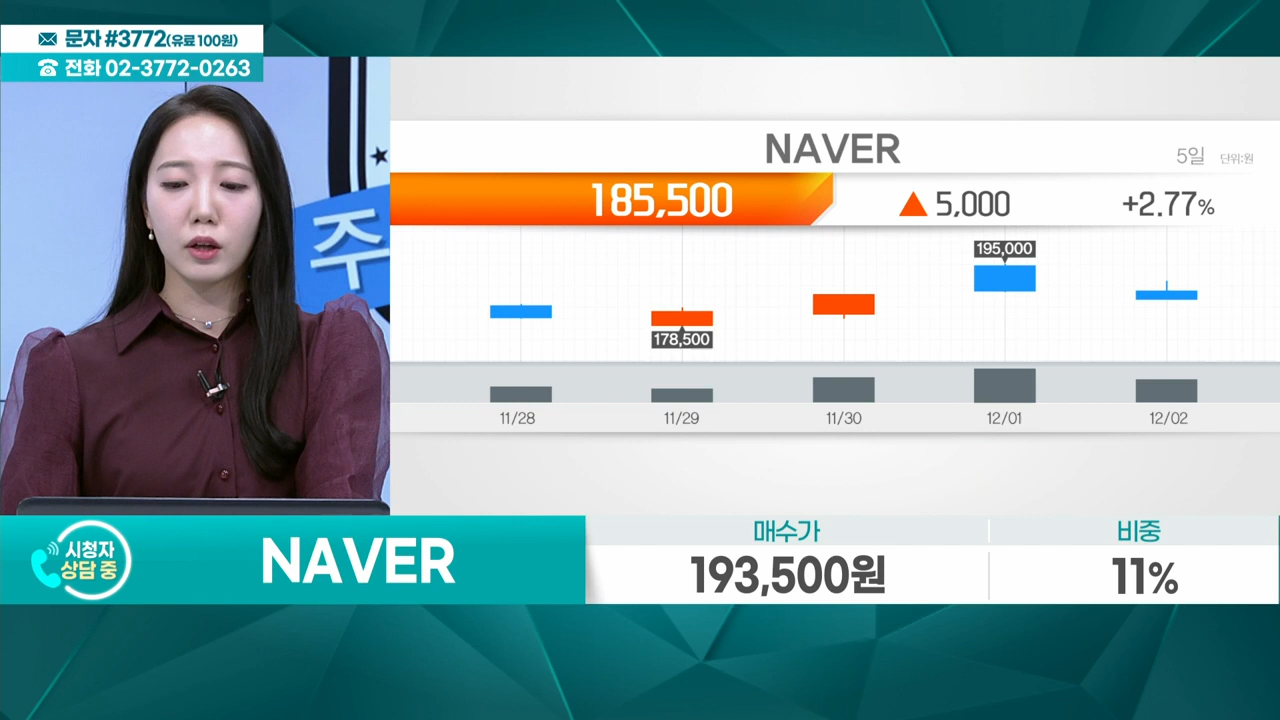 문자 #3772(유료 100원)
전화 02-3772-0263
주
NAVER
5일 단위:원
185,500 ▲ 5,000 +2.77%
195,000
178,500
11/28 11/29 11/30 12/01 12/02
시청자
상담 중
NAVER
매수가 비중
193,500원 11%